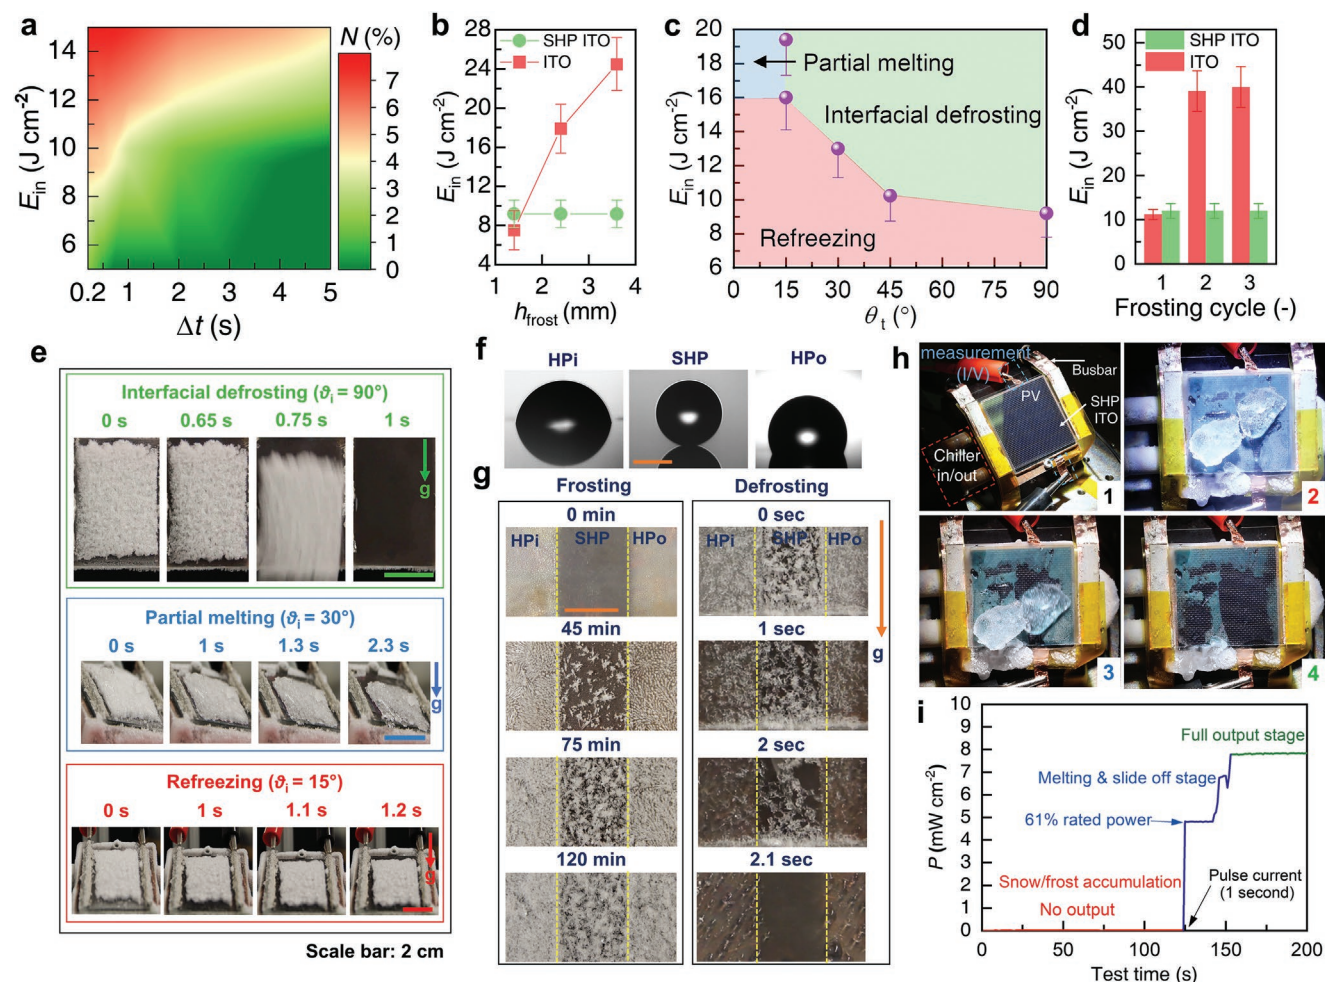 a
N (%)
14
12
10
8
6
E_in (J cm⁻²)
0.2 1 2 3 4 5
Δt (s)
7
6
5
4
3
2
1
0
b
SHP ITO
ITO
28
24
20
16
12
8
4
E_in (J cm⁻²)
1 2 3 4
h_frost (mm)
c
20
18
16
14
12
10
8
6
E_in (J cm⁻²)
Partial melting
Interfacial defrosting
Refreezing
0 15 30 45 60 75 90
θ_t (°)
d
SHP ITO
ITO
50
40
30
20
10
0
E_in (J cm⁻²)
1 2 3
Frosting cycle (-)
e
Interfacial defrosting (ϑ_i = 90°)
0 s 0.65 s 0.75 s 1 s
g
Partial melting (ϑ_i = 30°)
0 s 1 s 1.3 s 2.3 s
g
Refreezing (ϑ_i = 15°)
0 s 1 s 1.1 s 1.2 s
g
Scale bar: 2 cm
f
HPi SHP HPo
g
Frosting
0 min
HPi SHP HPo
45 min
75 min
120 min
Defrosting
0 sec
HPi SHP HPo
1 sec
2 sec
2.1 sec
g
h
measurement
(I/V)
Busbar
PV
SHP
ITO
Chiller
in/out
1
2
3
4
i
10
9
8
7
6
5
4
3
2
1
0
P (mW cm⁻²)
Full output stage
Melting & slide off stage
61% rated power
Snow/frost accumulation
No output
Pulse current
(1 second)
0 50 100 150 200
Test time (s)